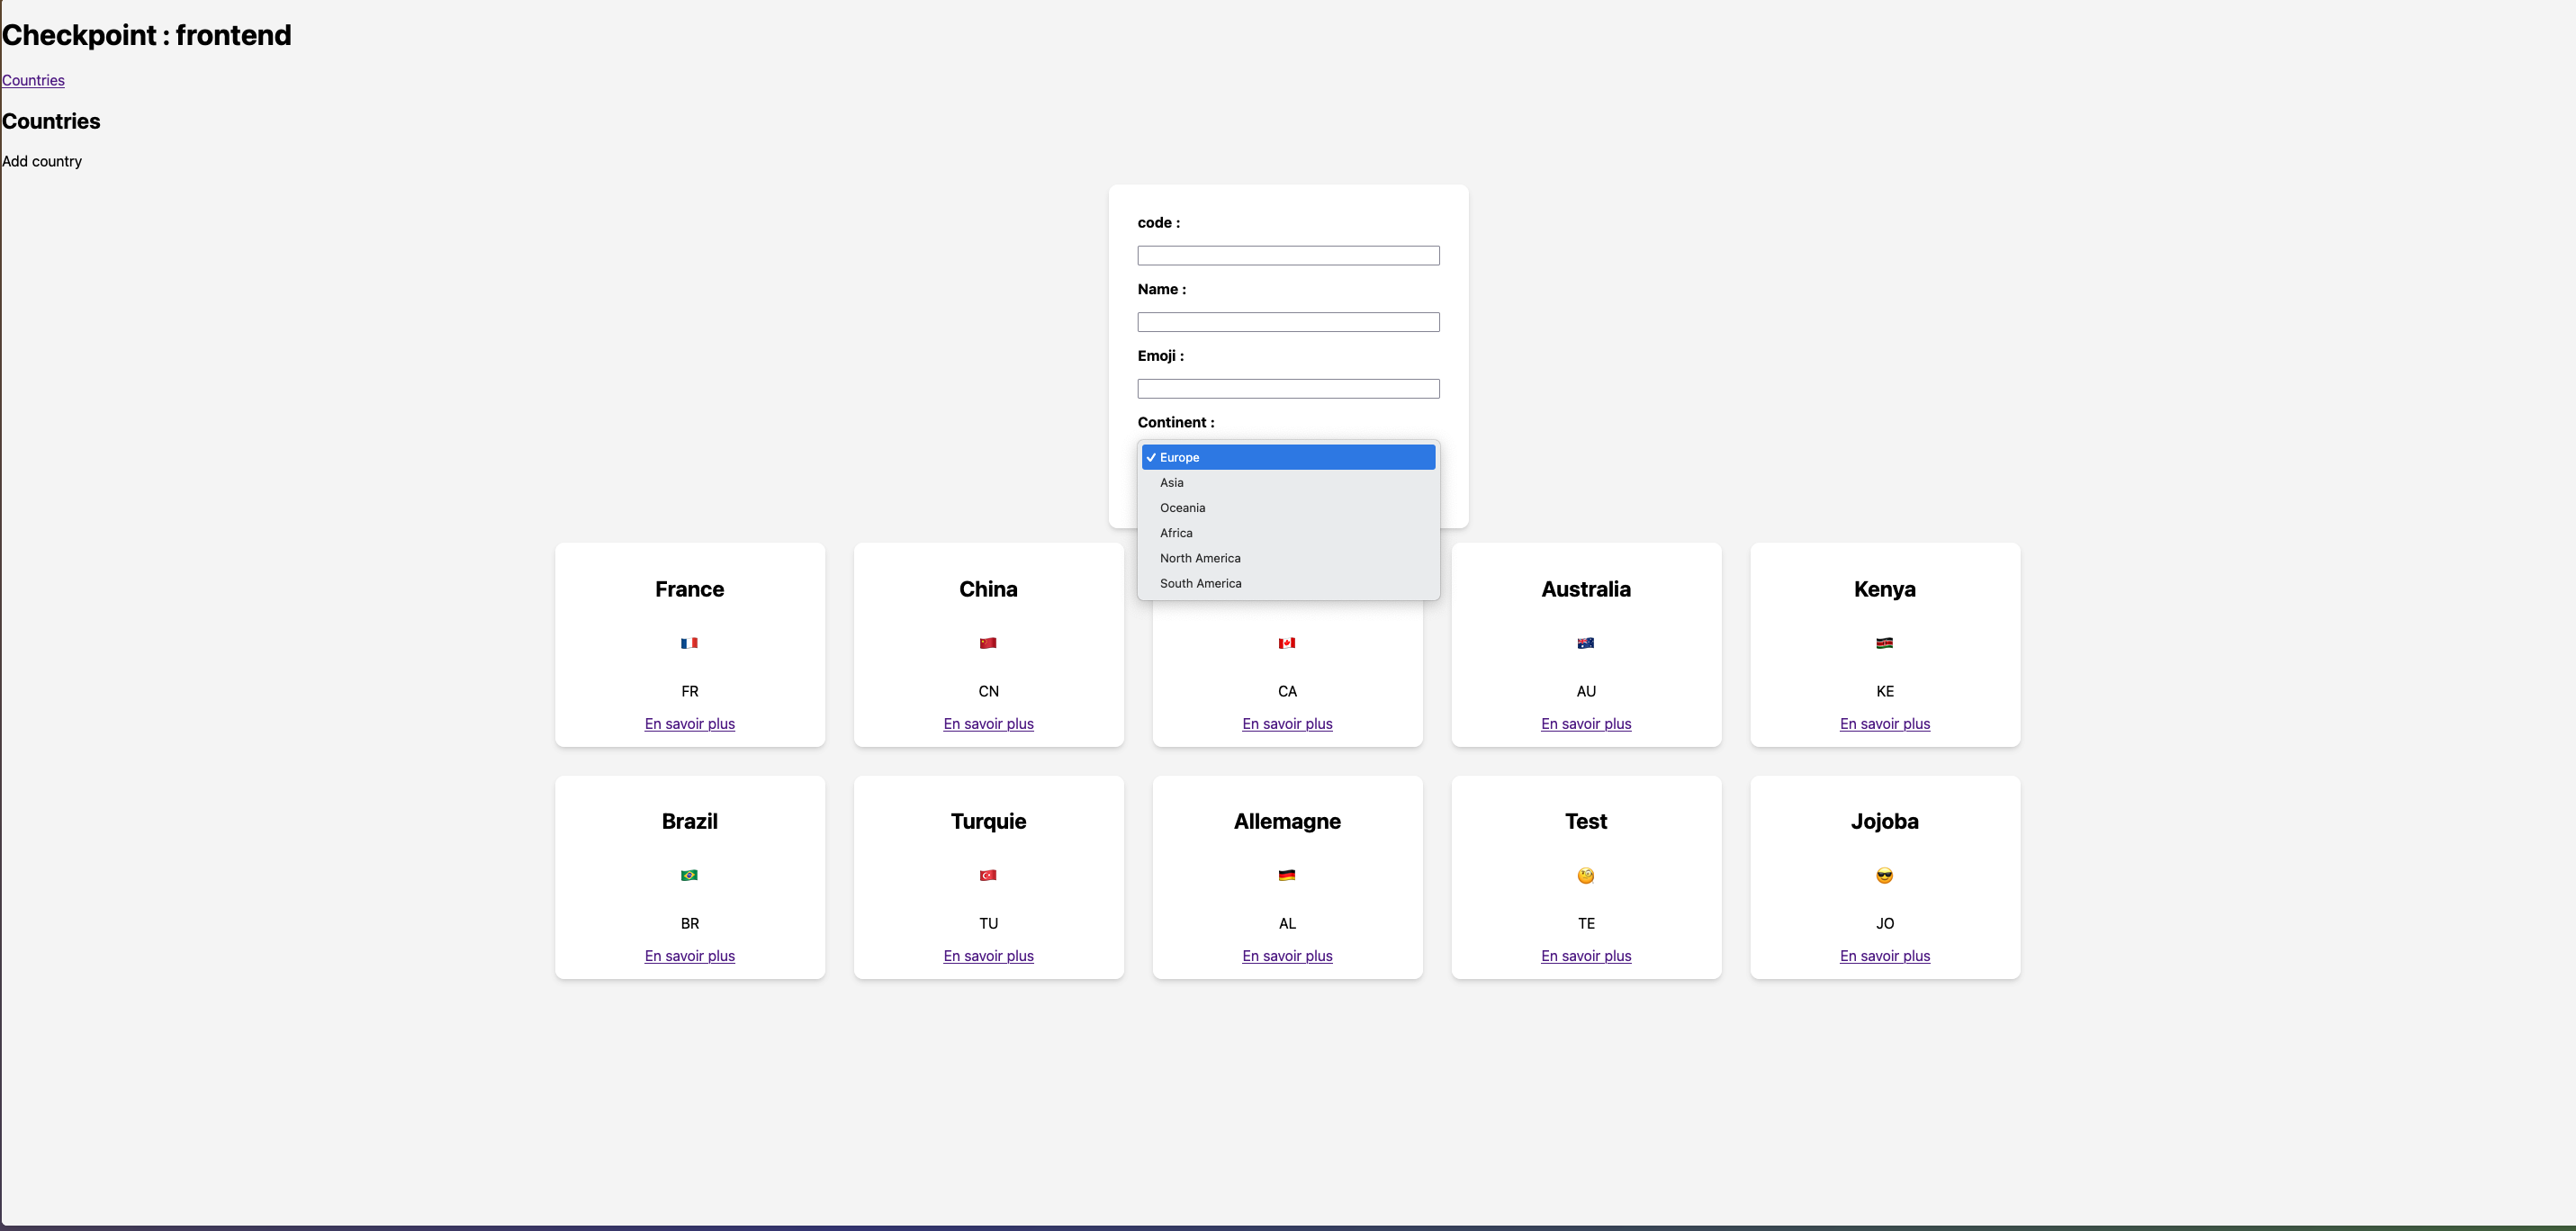 Checkpoint : frontend
Countries
Countries
Add country
code :
Name :
Emoji :
Continent :
✓ Europe
Asia
Oceania
Africa
North America
South America
France
China
Australia
Kenya
FR
CN
CA
AU
KE
En savoir plus
En savoir plus
En savoir plus
En savoir plus
En savoir plus
Brazil
Turquie
Allemagne
Test
Jojoba
BR
TU
AL
TE
JO
En savoir plus
En savoir plus
En savoir plus
En savoir plus
En savoir plus